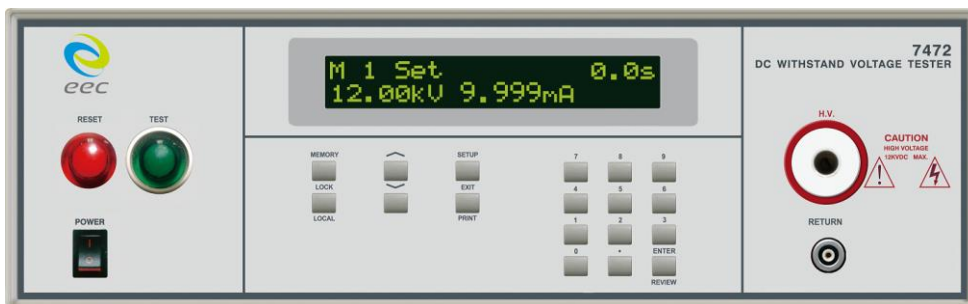 eec
RESET TEST
POWER
M 1 Set 0.0s
12.00kV 9.999mA
MEMORY SETUP
LOCK EXIT
LOCAL PRINT
7 8 9
4 5 6
1 2 3
0 • ENTER
REVIEW
7472
DC WITHSTAND VOLTAGE TESTER
H.V.
CAUTION
HIGH VOLTAGE
12KVDC MAX.
RETURN